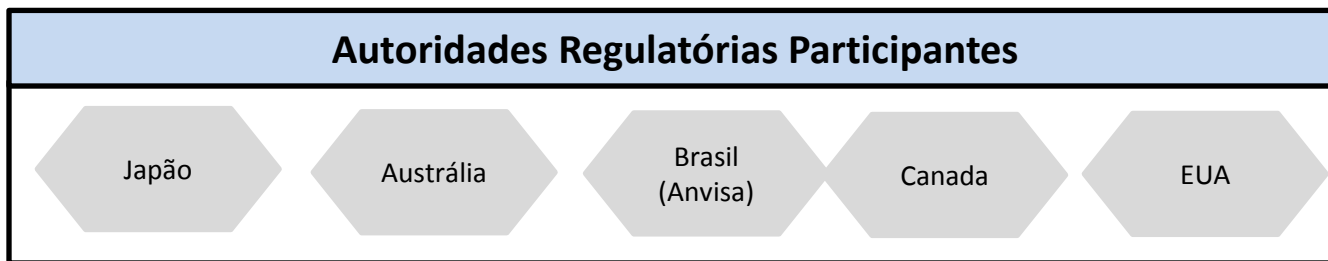 Autoridades Regulatórias Participantes
Japão
Austrália
Brasil
(Anvisa)
Canada
EUA